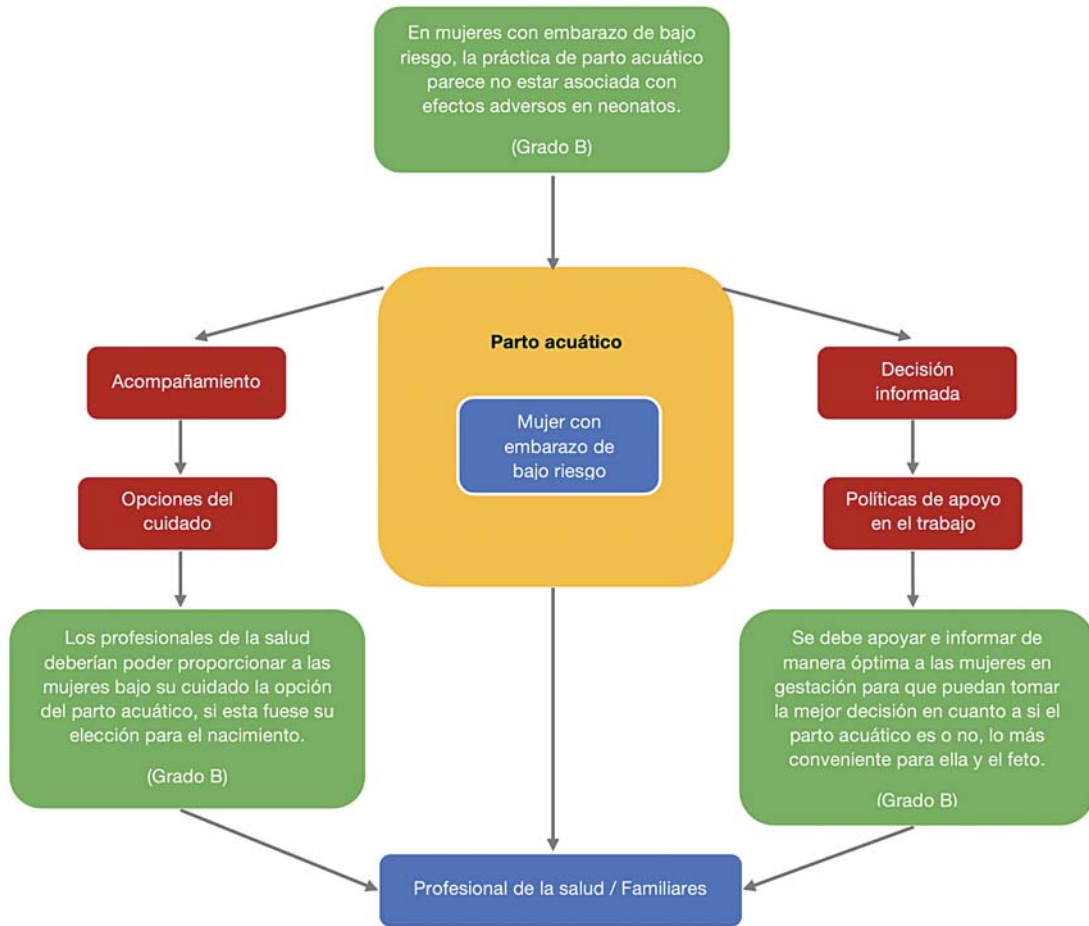 En mujeres con embarazo de bajo
riesgo, la práctica de parto acuático
parece no estar asociada con
efectos adversos en neonatos.
(Grado B)
Parto acuático
Mujer con
embarazo de
bajo riesgo
Acompañamiento
Opciones del
cuidado
Los profesionales de la salud
deberían poder proporcionar a las
mujeres bajo su cuidado la opción
del parto acuático, si esta fuese su
elección para el nacimiento.
(Grado B)
Decisión
informada
Políticas de apoyo
en el trabajo
Se debe apoyar e informar de
manera óptima a las mujeres en
gestación para que puedan tomar
la mejor decisión en cuanto a si el
parto acuático es o no, lo más
conveniente para ella y el feto.
(Grado B)
Profesional de la salud / Familiares